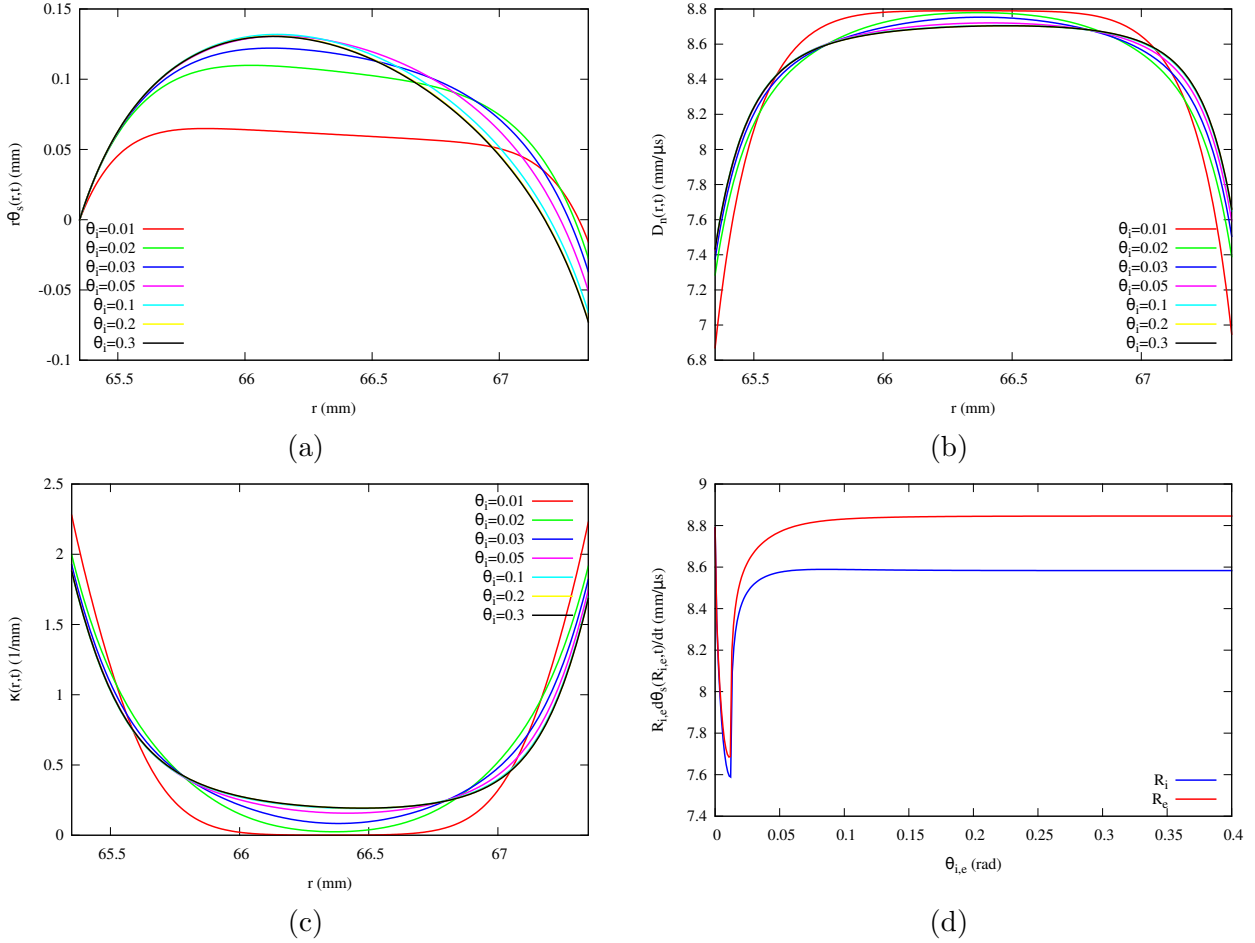 0.15
0.1
0.05
0
-0.05
-0.1
rθs(r,t) (mm)
θi=0.01
θi=0.02
θi=0.03
θi=0.05
θi=0.1
θi=0.2
θi=0.3
65.5 66 66.5 67
r (mm)
(a)
8.8
8.6
8.4
8.2
8
7.8
7.6
7.4
7.2
7
6.8
Dn(r,t) (mm/μs)
θi=0.01
θi=0.02
θi=0.03
θi=0.05
θi=0.1
θi=0.2
θi=0.3
65.5 66 66.5 67
r (mm)
(b)
2.5
2
1.5
1
0.5
0
κ(r,t) (1/mm)
θi=0.01
θi=0.02
θi=0.03
θi=0.05
θi=0.1
θi=0.2
θi=0.3
65.5 66 66.5 67
r (mm)
(c)
9
8.8
8.6
8.4
8.2
8
7.8
7.6
7.4
Ri,edθs(Ri,e,t)/dt (mm/μs)
Ri
Re
0 0.05 0.1 0.15 0.2 0.25 0.3 0.35 0.4
θi,e (rad)
(d)